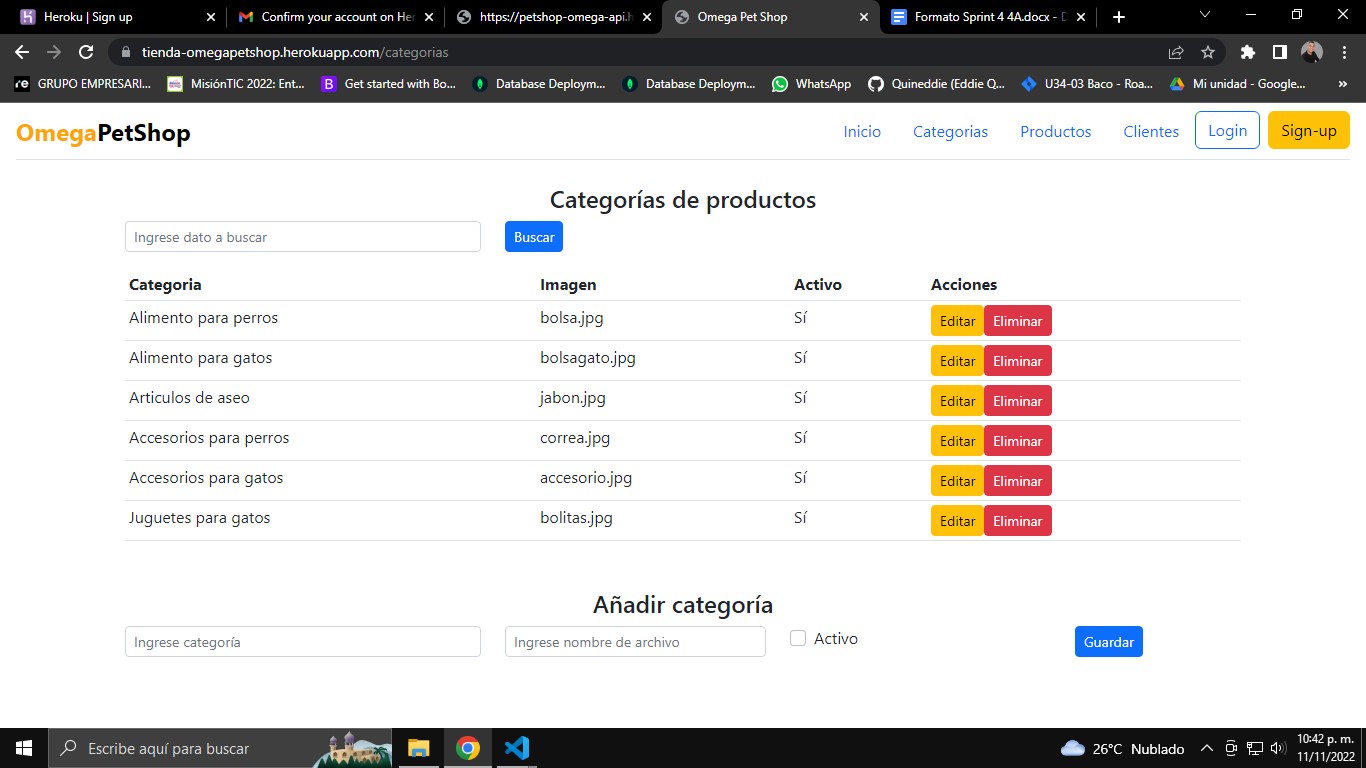 Heroku | Sign up
Confirm your account on Her
https://petshop-omega-api.h
Omega Pet Shop
Formato Sprint 4 4A.docx - D
tienda-omegapetshop.herokuapp.com/categorias
GRUPO EMPRESARI...
MisiónTIC 2022: Ent...
Get started with Bo...
Database Deploym...
Database Deploym...
WhatsApp
Quineddie (Eddie Q...
U34-03 Baco - Roa...
Mi unidad - Google...
OmegaPetShop
Inicio
Categorias
Productos
Clientes
Login
Sign-up
Categorías de productos
Ingrese dato a buscar
Buscar
Categoria Imagen Activo Acciones
Alimento para perros bolsa.jpg Sí Editar Eliminar
Alimento para gatos bolsagato.jpg Sí Editar Eliminar
Articulos de aseo jabon.jpg Sí Editar Eliminar
Accesorios para perros correa.jpg Sí Editar Eliminar
Accesorios para gatos accesorio.jpg Sí Editar Eliminar
Juguetes para gatos bolitas.jpg Sí Editar Eliminar
Añadir categoría
Ingrese categoría
Ingrese nombre de archivo
Activo
Guardar
Escribe aquí para buscar
26°C Nublado
10:42 p. m.
11/11/2022